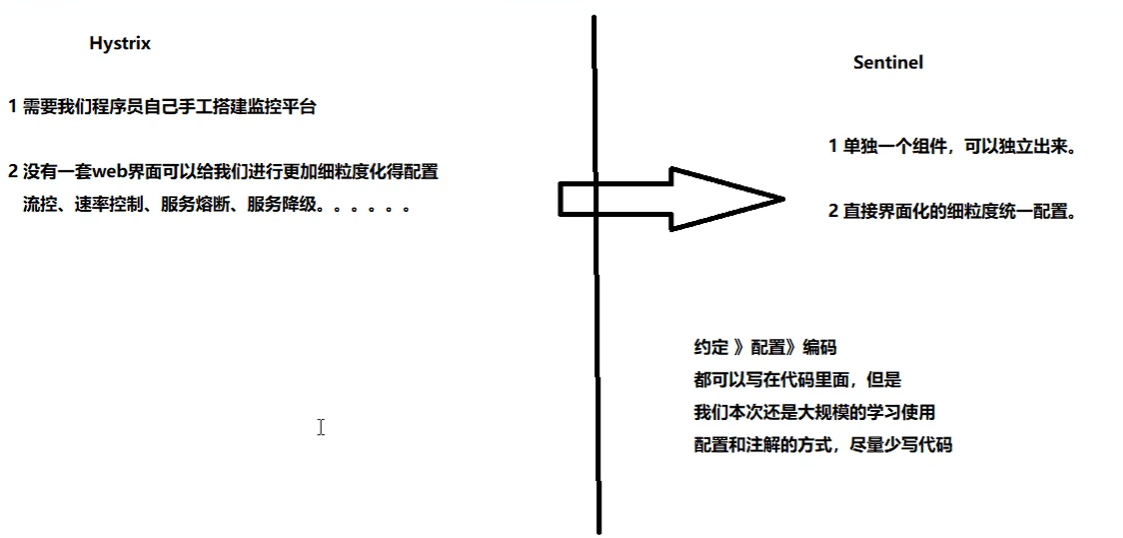 Hystrix
1 需要我们程序员自己手工搭建监控平台
2 没有一套web界面可以给我们进行更加细粒度化得配置
流控、速率控制、服务熔断、服务降级。。。。。。
Sentinel
1 单独一个组件，可以独立出来。
2 直接界面化的细粒度统一配置。
约定 》配置》编码
都可以写在代码里面，但是
我们本次还是大规模的学习使用
配置和注解的方式，尽量少写代码